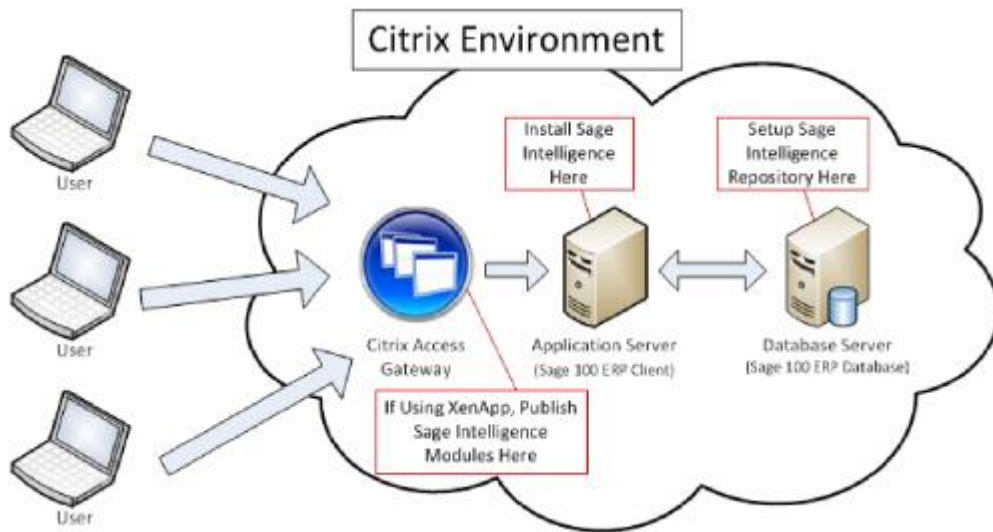 Citrix Environment
Install Sage
Intelligence
Here
Setup Sage
Intelligence
Repository Here
User
User
User
Citrix Access
Gateway
Application Server
(Sage 100 ERP Client)
Database Server
(Sage 100 ERP Database)
If Using XenApp, Publish
Sage Intelligence
Modules Here